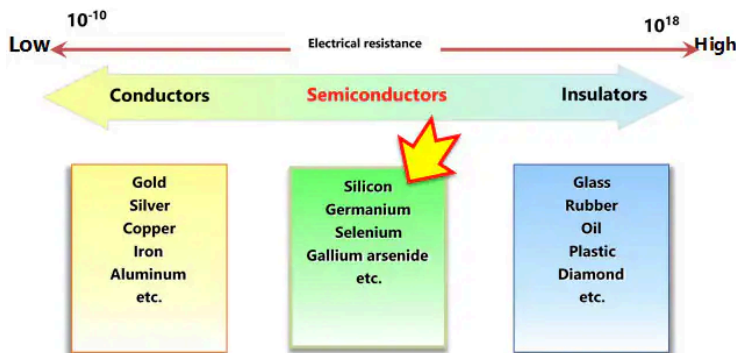 10-10
1018
Low
Electrical resistance
High
Conductors
Semiconductors
Insulators
Gold
Silver
Copper
Iron
Aluminum
etc.
Silicon
Germanium
Selenium
Gallium arsenide
etc.
Glass
Rubber
Oil
Plastic
Diamond
etc.